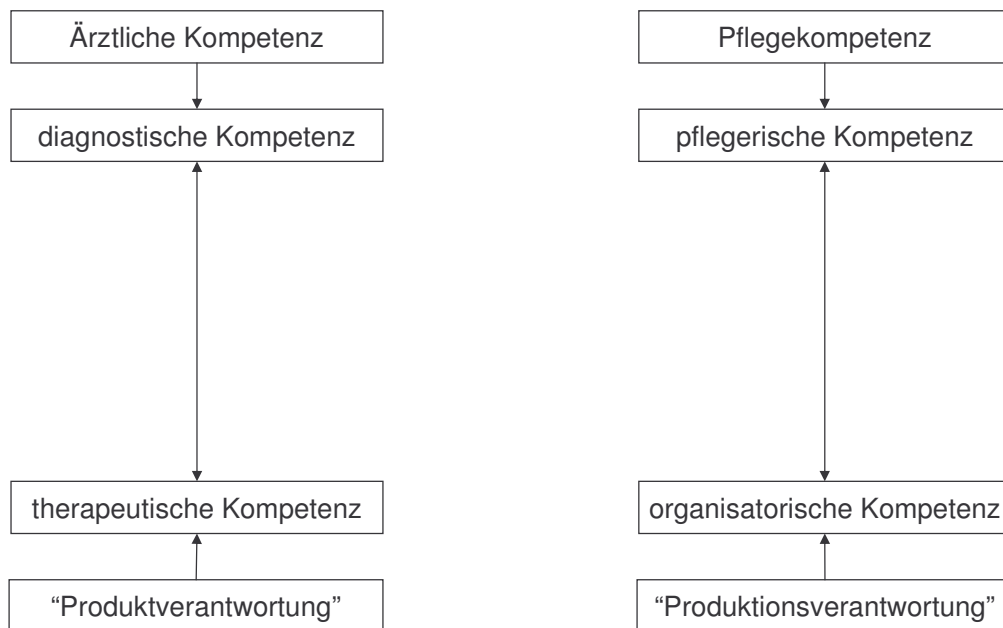 Ärztliche Kompetenz
diagnostische Kompetenz
therapeutische Kompetenz
“Produktverantwortung”
Pflegekompetenz
pflegerische Kompetenz
organisatorische Kompetenz
“Produktionsverantwortung”